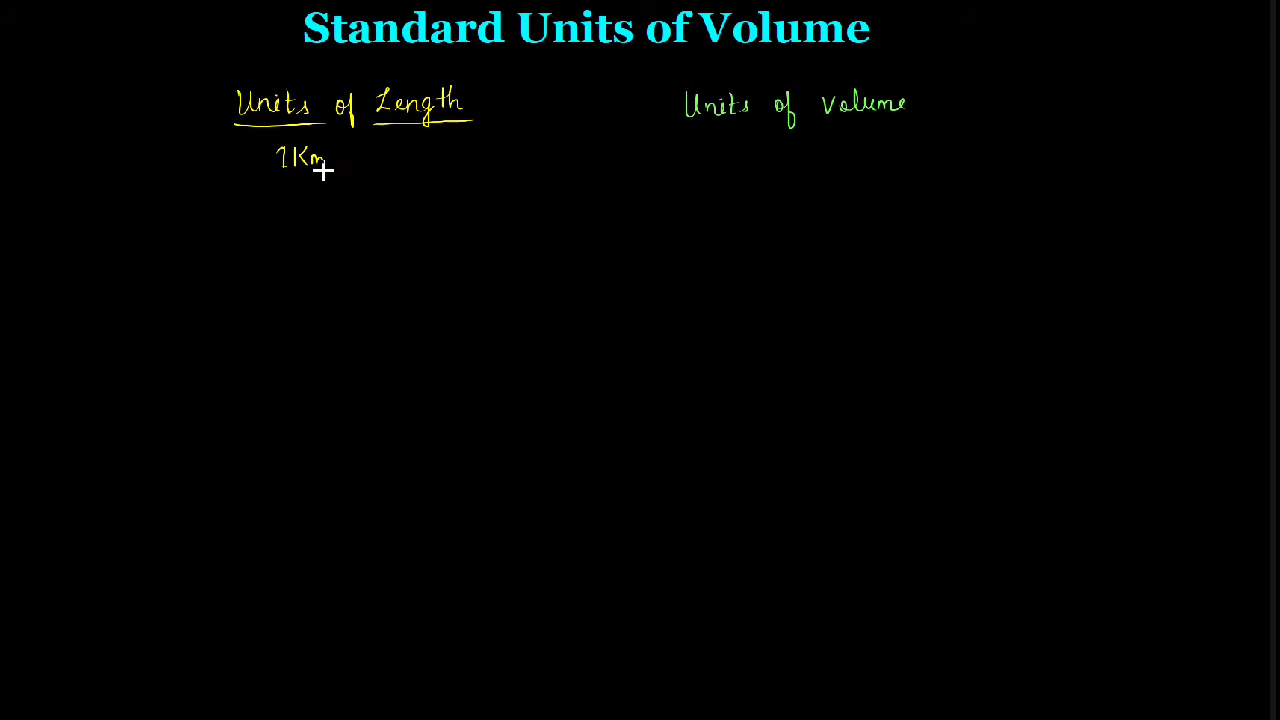 Standard Units of Volume
Units of Length
Units of volume
1Km